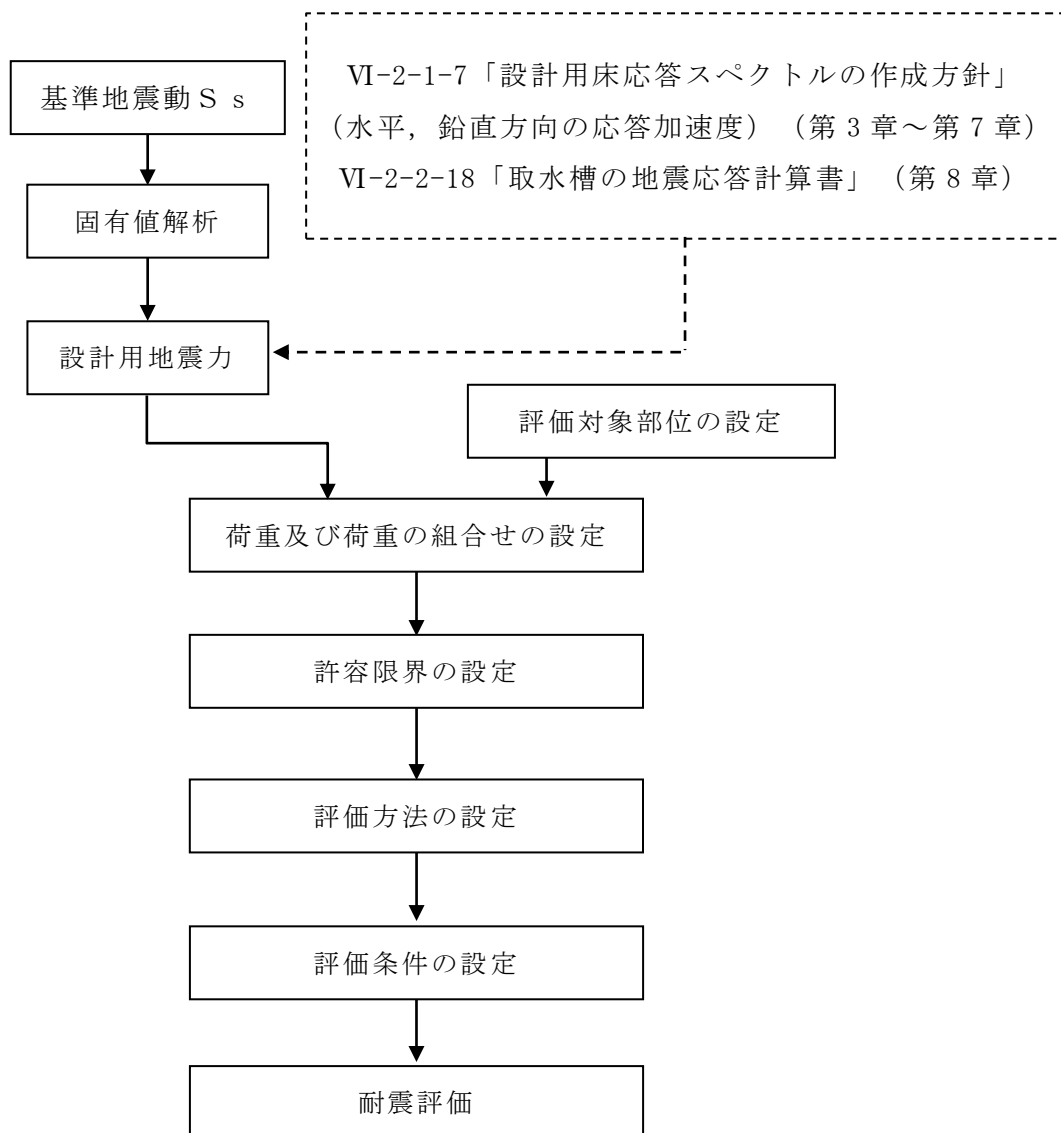 基準地震動Ｓｓ
Ⅵ-2-1-7「設計用床応答スペクトルの作成方針」
（水平，鉛直方向の応答加速度）（第 3 章～第 7 章）
Ⅵ-2-2-18「取水槽の地震応答計算書」（第 8 章）
固有値解析
設計用地震力
評価対象部位の設定
荷重及び荷重の組合せの設定
許容限界の設定
評価方法の設定
評価条件の設定
耐震評価